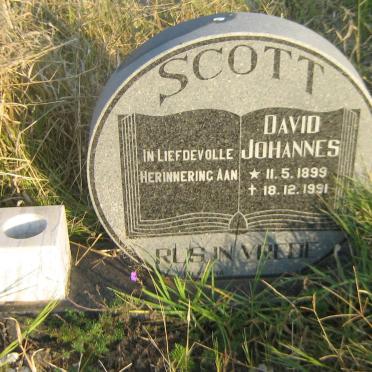 SCOTT
IN LIEFDEVOLLE
HERINNERING AAN
DAVID
JOHANNES
★ 11.5.1899
✝ 18.12.1991
RUS IN VREDE